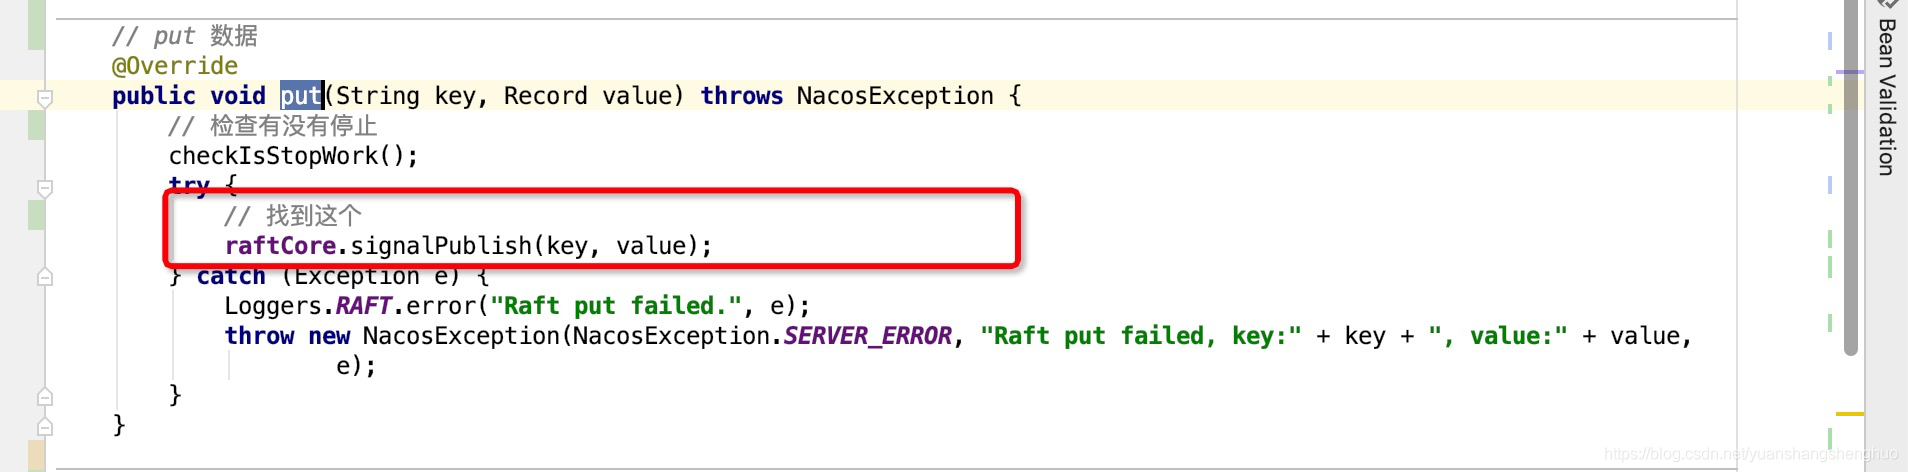 // put 数据
@Override
public void put(String key, Record value) throws NacosException {
// 检查有没有停止
checkIsStopWork();
try {
// 找到这个
raftCore.signalPublish(key, value);
} catch (Exception e) {
Loggers.RAFT.error("Raft put failed.", e);
throw new NacosException(NacosException.SERVER_ERROR, "Raft put failed, key:" + key + ", value:" + value,
e);
}
}
Bean Validation
https://blog.csdn.net/yuanshangshenghuo